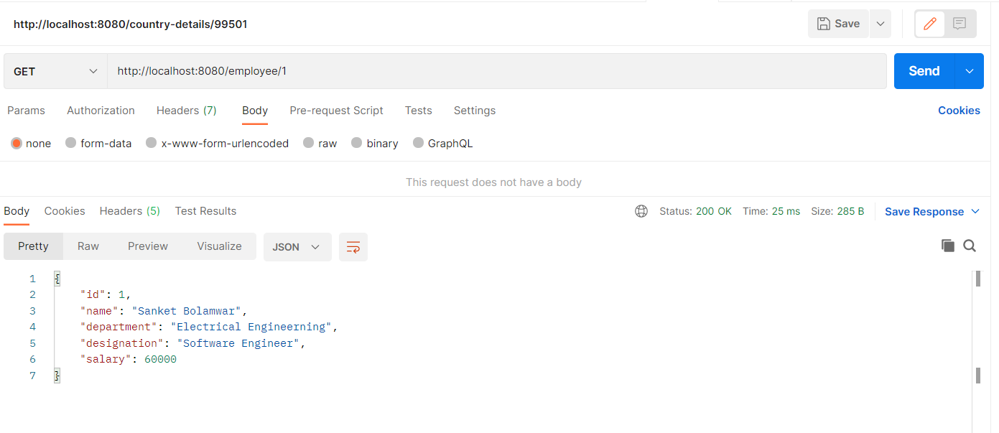 http://localhost:8080/country-details/99501 Save
GET http://localhost:8080/employee/1 Send
Params Authorization Headers (7) Body Pre-request Script Tests Settings Cookies
none form-data x-www-form-urlencoded raw binary GraphQL
This request does not have a body
Body Cookies Headers (5) Test Results Status: 200 OK Time: 25 ms Size: 285 B Save Response
Pretty Raw Preview Visualize JSON
1 {
2 "id": 1,
3 "name": "Sanket Bolamwar",
4 "department": "Electrical Engineerning",
5 "designation": "Software Engineer",
6 "salary": 60000
7 }